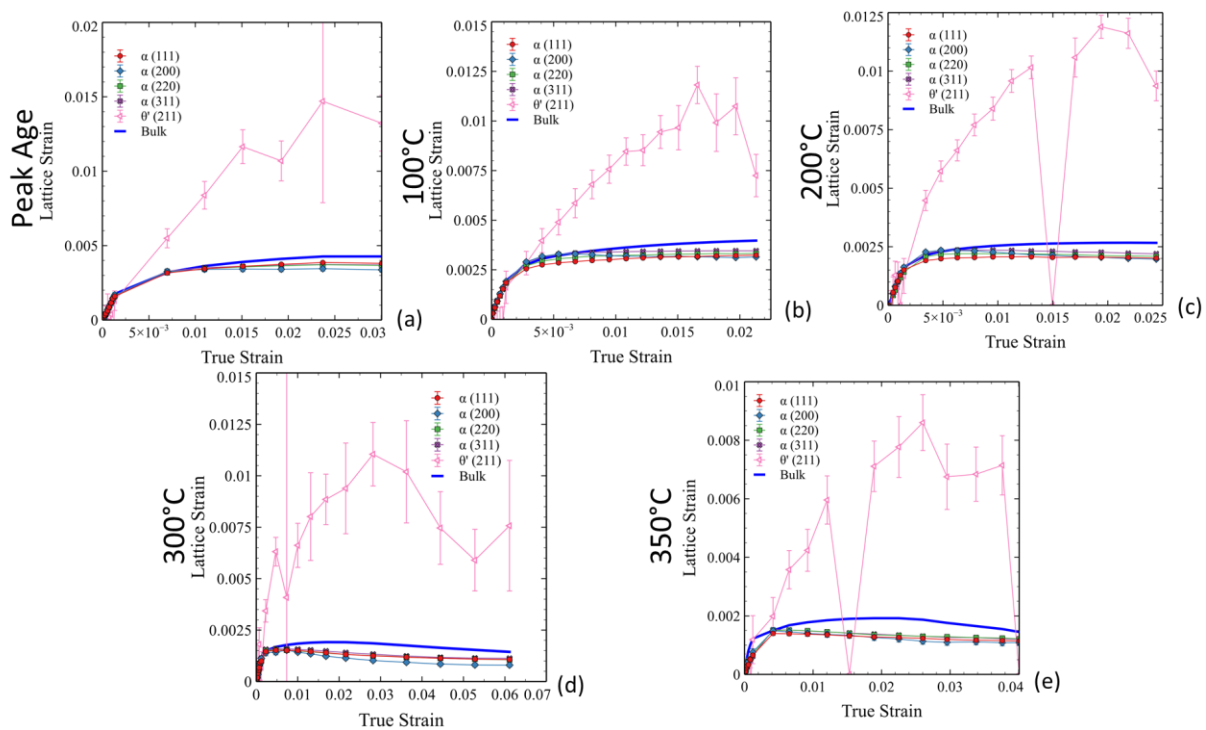 Peak Age
Lattice Strain
0.02
0.015
0.01
0.005
0
α (111)
α (200)
α (220)
α (311)
θ' (211)
Bulk
5×10⁻³ 0.01 0.015 0.02 0.025 0.03
True Strain
(a)
100°C
Lattice Strain
0.015
0.0125
0.01
0.0075
0.005
0.0025
0
α (111)
α (200)
α (220)
α (311)
θ' (211)
Bulk
5×10⁻³ 0.01 0.015 0.02
True Strain
(b)
200°C
Lattice Strain
0.0125
0.01
0.0075
0.005
0.0025
0
α (111)
α (200)
α (220)
α (311)
θ' (211)
Bulk
0 5×10⁻³ 0.01 0.015 0.02 0.025
True Strain
(c)
300°C
Lattice Strain
0.015
0.0125
0.01
0.0075
0.005
0.0025
0
α (111)
α (200)
α (220)
α (311)
θ' (211)
Bulk
0 0.01 0.02 0.03 0.04 0.05 0.06 0.07
True Strain
(d)
350°C
Lattice Strain
0.01
0.008
0.006
0.004
0.002
0
α (111)
α (200)
α (220)
α (311)
θ' (211)
Bulk
0 0.01 0.02 0.03 0.04
True Strain
(e)